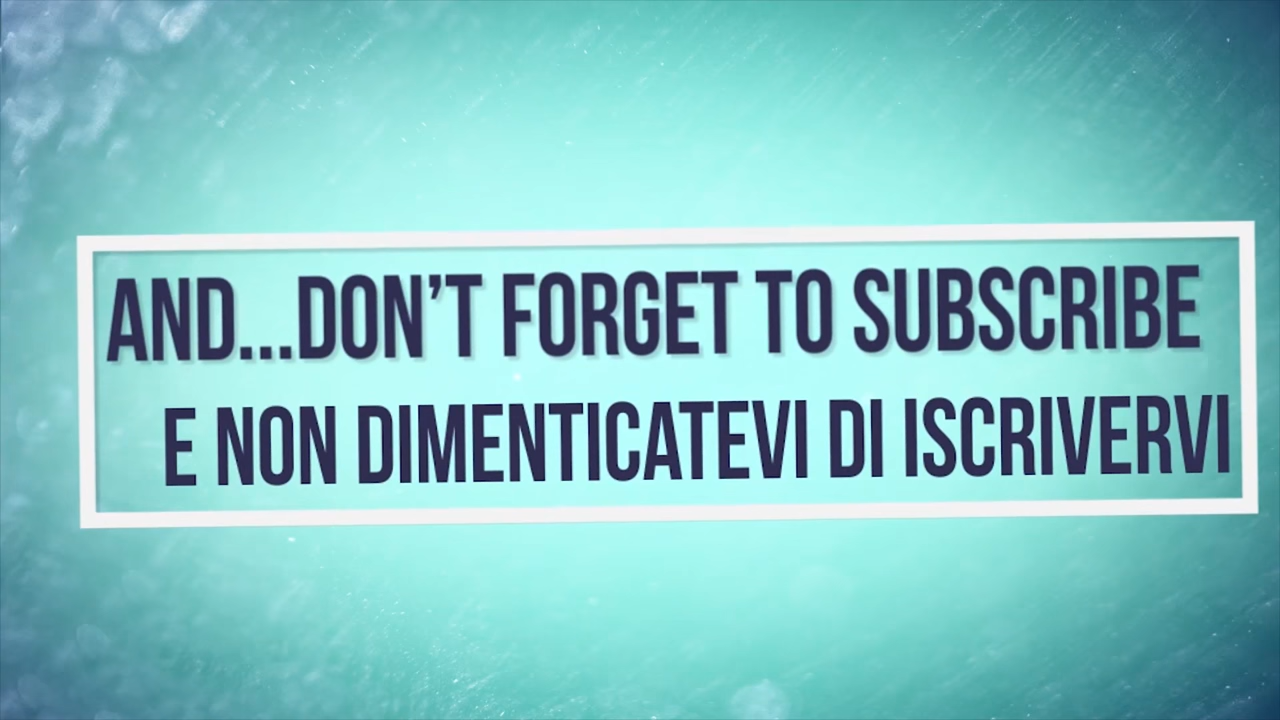 AND...DON'T FORGET TO SUBSCRIBE
E NON DIMENTICATEVI DI ISCRIVERVI